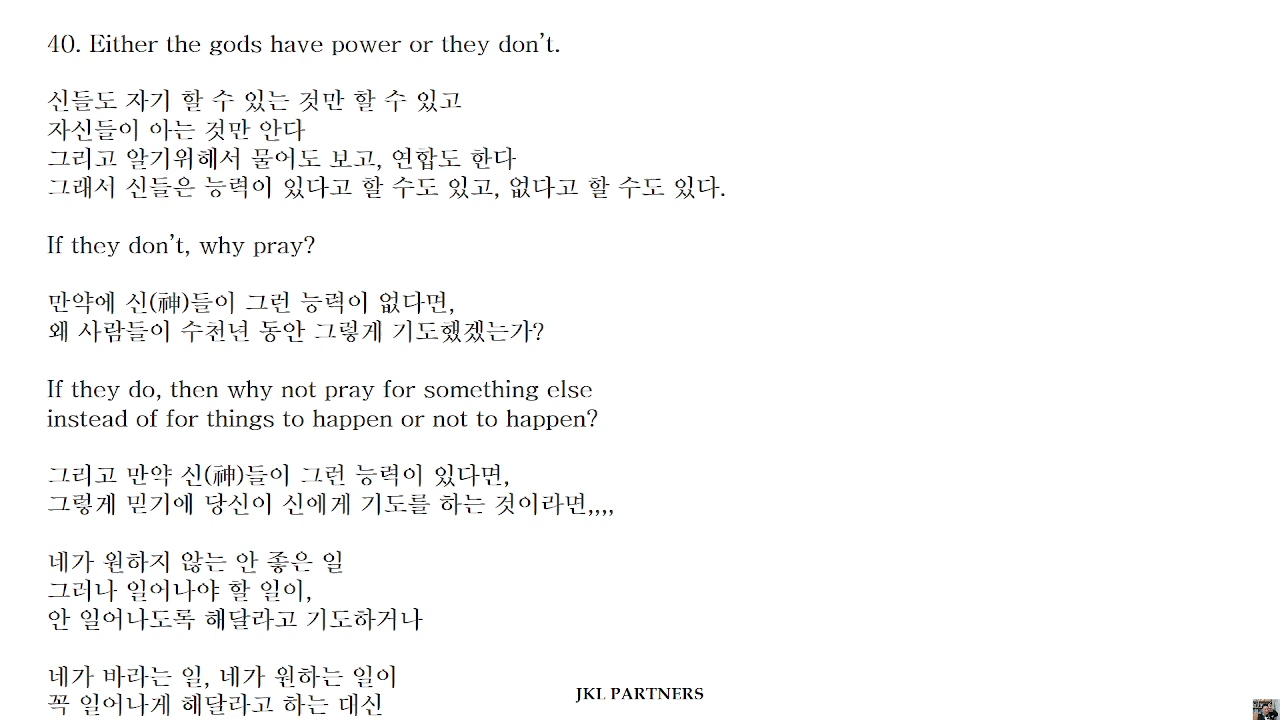 40. Either the gods have power or they don’t.
신들도 자기 할 수 있는 것만 할 수 있고
자신들이 아는 것만 안다
그리고 알기위해서 물어도 보고, 연합도 한다
그래서 신들은 능력이 있다고 할 수도 있고, 없다고 할 수도 있다.
If they don’t, why pray?
만약에 신(神)들이 그런 능력이 없다면,
왜 사람들이 수천년 동안 그렇게 기도했겠는가?
If they do, then why not pray for something else
instead of for things to happen or not to happen?
그리고 만약 신(神)들이 그런 능력이 있다면,
그렇게 믿기에 당신이 신에게 기도를 하는 것이라면,,,,
네가 원하지 않는 안 좋은 일
그러나 일어나야 할 일이,
안 일어나도록 해달라고 기도하거나
네가 바라는 일, 네가 원하는 일이
꼭 일어나게 해달라고 하는 대신
JKL PARTNERS